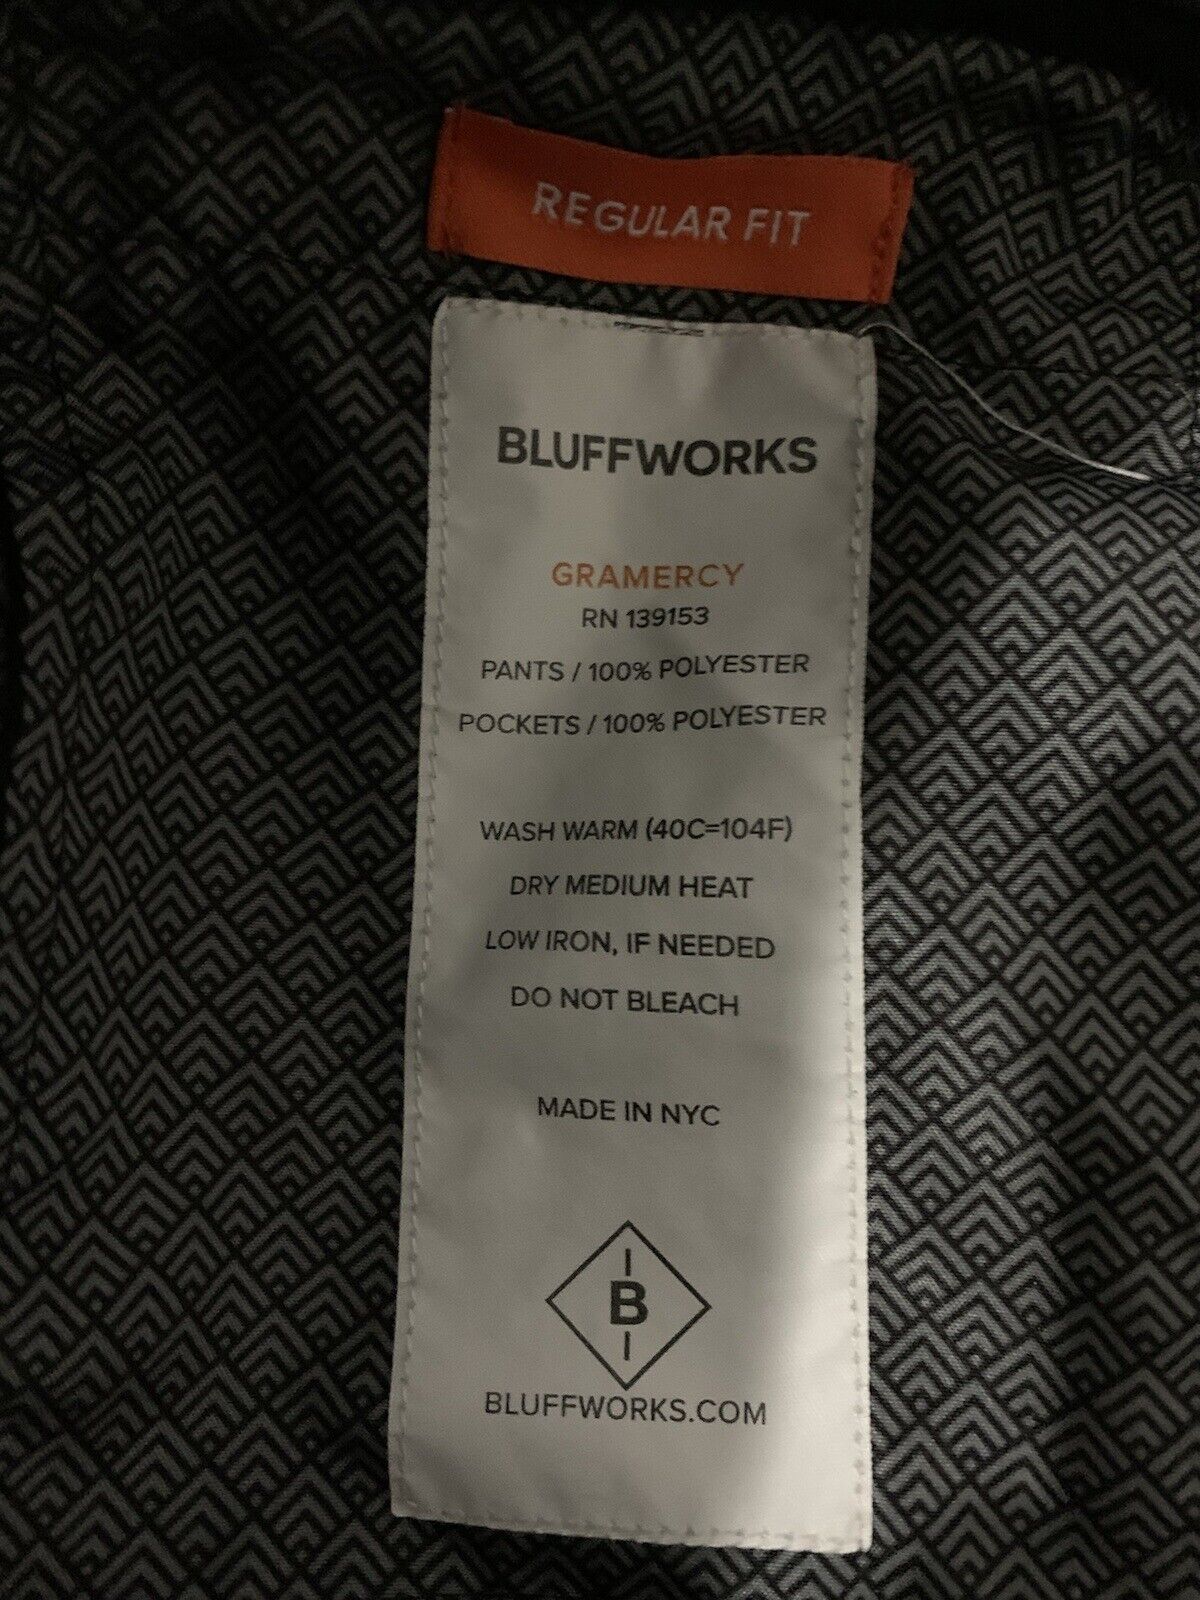 REGULAR FIT
BLUFFWORKS
GRAMERCY
RN 139153
PANTS / 100% POLYESTER
POCKETS / 100% POLYESTER
WASH WARM (40C=104F)
DRY MEDIUM HEAT
LOW IRON, IF NEEDED
DO NOT BLEACH
MADE IN NYC
B
BLUFFWORKS.COM